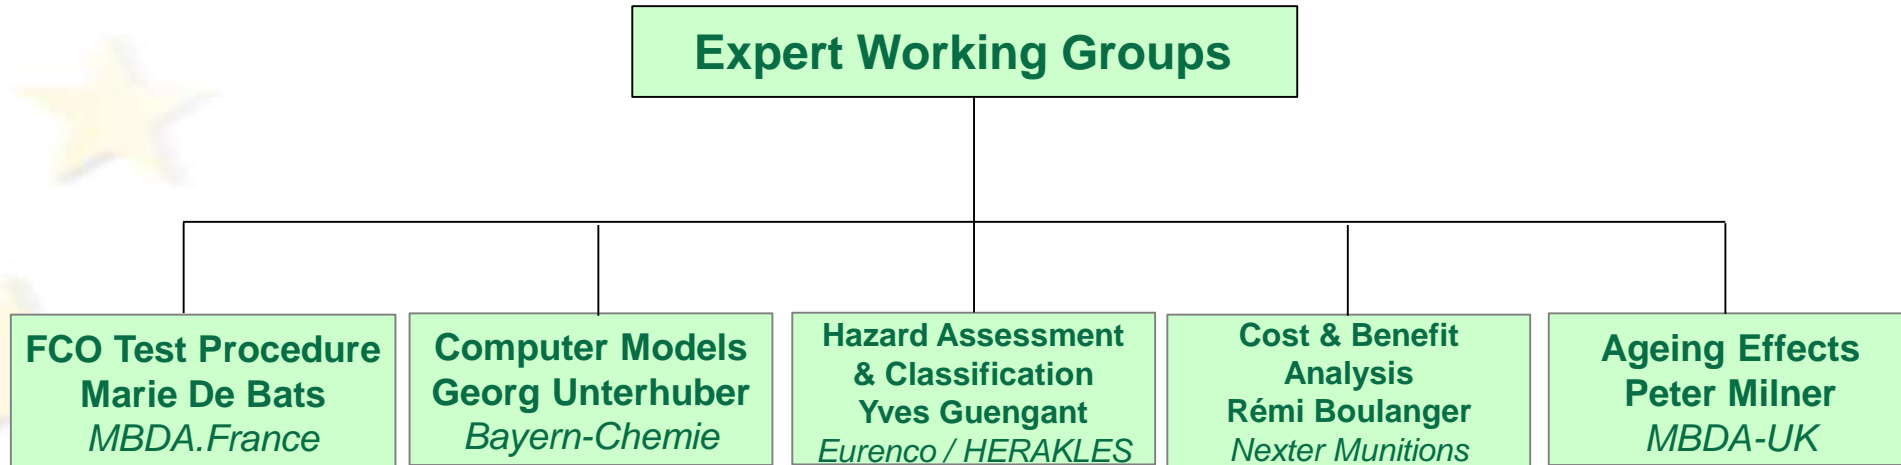 Expert Working Groups
FCO Test Procedure
Marie De Bats
MBDA.France
Computer Models
Georg Unterhuber
Bayern-Chemie
Hazard Assessment
& Classification
Yves Guengant
Eurenco / HERAKLES
Cost & Benefit
Analysis
Rémi Boulanger
Nexter Munitions
Ageing Effects
Peter Milner
MBDA-UK